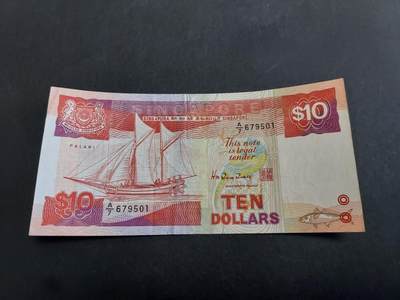 SINGAPORE
$10
A/7 679501
PALARI
This note
is legal
tender
$10
A/7 679501
TEN
DOLLARS